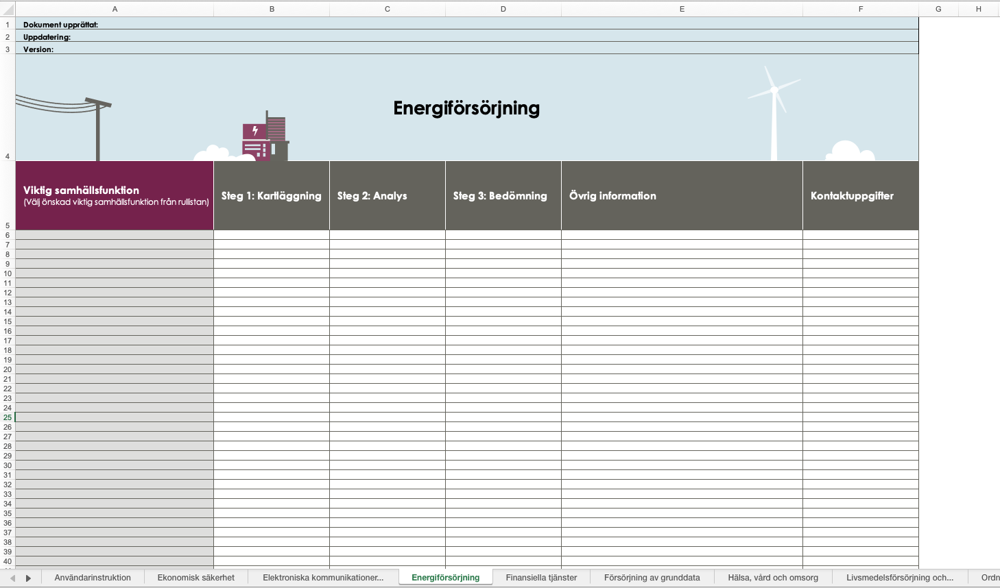 A B C D E F G H
1 Dokument upprättat:
2 Uppdatering:
3 Version:
Energiförsörjning
4
Viktig samhällsfunktion
(Välj önskad viktig samhällsfunktion från rullistan)
Steg 1: Kartläggning
Steg 2: Analys
Steg 3: Bedömning
Övrig information
Kontaktuppgifter
5
6
7
8
9
10
11
12
13
14
15
16
17
18
19
20
21
22
23
24
25
26
27
28
29
30
31
32
33
34
35
36
37
38
39
40
Användarinstruktion Ekonomisk säkerhet Elektroniska kommunikationer... Energiförsörjning Finansiella tjänster Försörjning av grunddata Hälsa, vård och omsorg Livsmedelsförsörjning och... Ordn